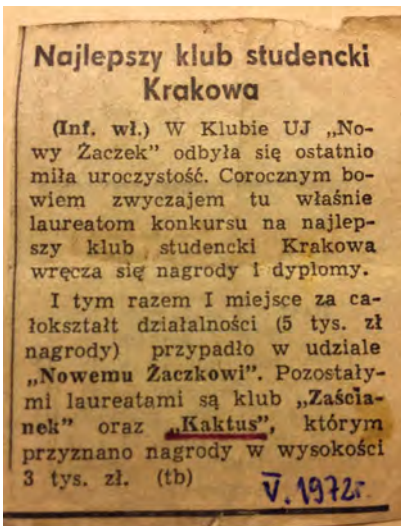 Najlepszy klub studencki
Krakowa
(Inf. wł.) W Klubie UJ „No-
wy Żaczek” odbyła się ostatnio
miła uroczystość. Corocznym bo-
wiem zwyczajem tu właśnie
laureatom konkursu na najlep-
szy klub studencki Krakowa
wręcza się nagrody i dyplomy.
I tym razem I miejsce za ca-
łokształt działalności (5 tys. zł
nagrody) przypadło w udziale
„Nowemu Żaczkowi”. Pozostały-
mi laureatami są klub „Zaścia-
nek” oraz „Kaktus”, którym
przyznano nagrody w wysokości
3 tys. zł. (tb)
V. 1972r.